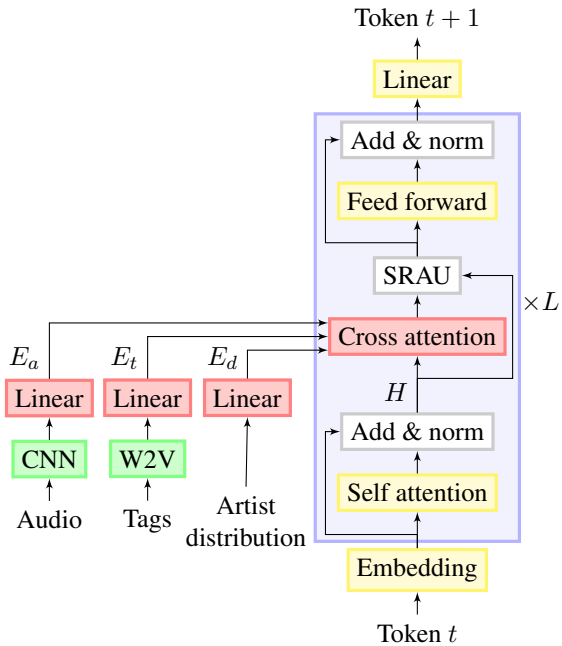 Token t + 1
Linear
Add & norm
Feed forward
SRAU
×L
Cross attention
E_a
E_t
E_d
Linear
Linear
Linear
H
Add & norm
CNN
W2V
Self attention
Audio
Tags
Artist
distribution
Embedding
Token t